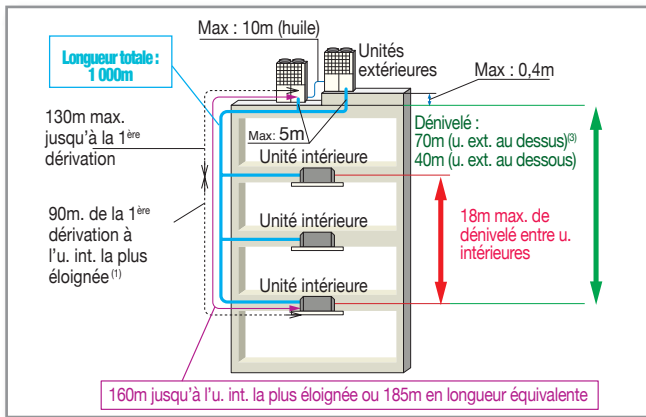 Max : 10m (huile)
Unités
extérieures
Longueur totale :
1 000m
Max : 0,4m
130m max.
jusqu'à la 1ère
dérivation
Max: 5m
Dénivelé :
70m (u. ext. au dessus)(3)
40m (u. ext. au dessous)
Unité intérieure
90m. de la 1ère
dérivation à
l'u. int. la plus
éloignée (1)
Unité intérieure
18m max. de
dénivelé entre u.
intérieures
Unité intérieure
160m jusqu'à l'u. int. la plus éloignée ou 185m en longueur équivalente